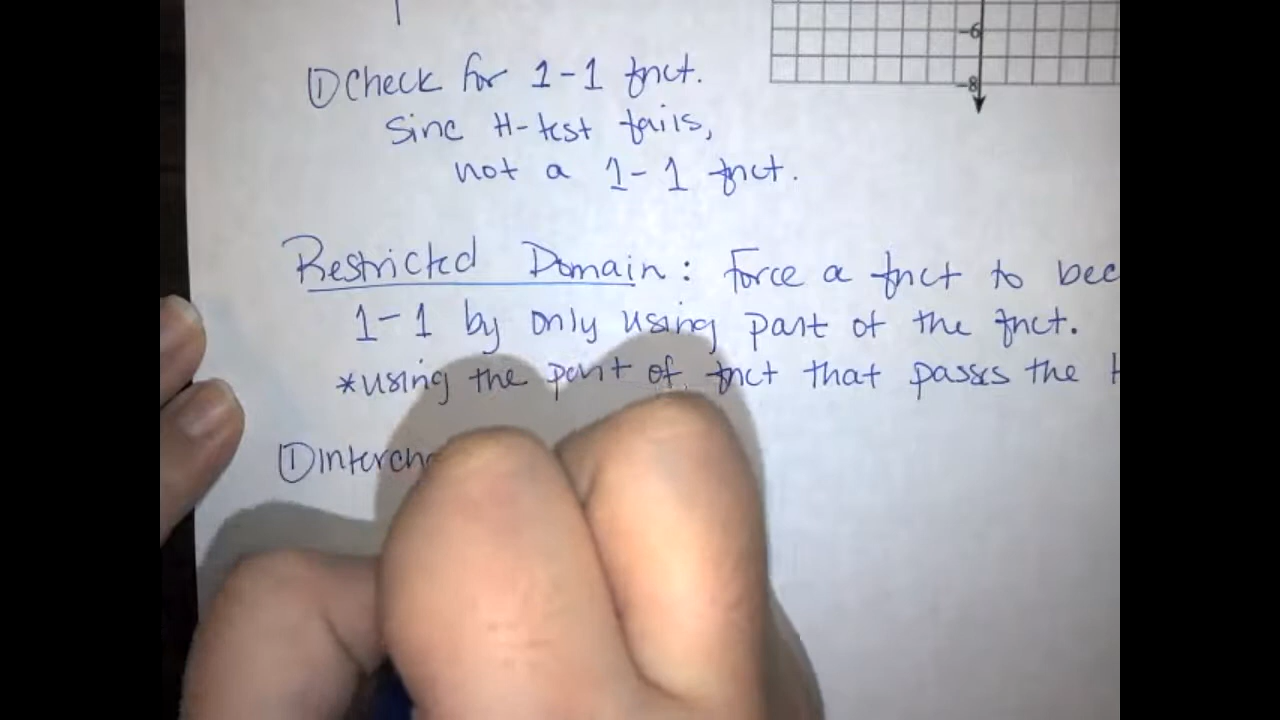 -6
① Check for 1-1 fnct.
-8
Sinc H-test fails,
not a 1-1 fnct.
Restricted Domain: Force a fnct to bec
1-1 by only using part of the fnct.
*using the part of fnct that passes the H
① Interch